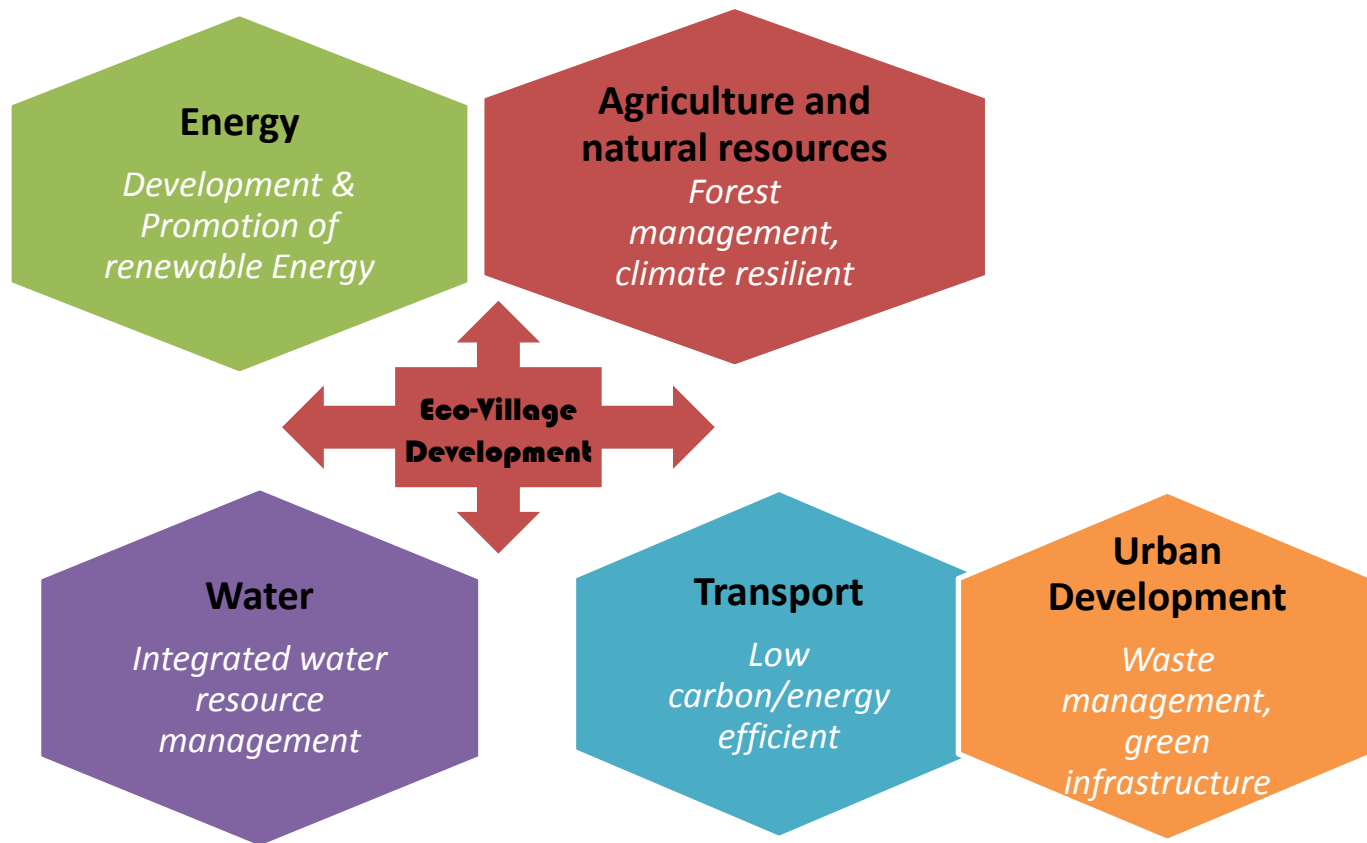 Energy
Development &
Promotion of
renewable Energy
Agriculture and
natural resources
Forest
management,
climate resilient
Eco-Village
Development
Water
Integrated water
resource
management
Transport
Low
carbon/energy
efficient
Urban
Development
Waste
management,
green
infrastructure